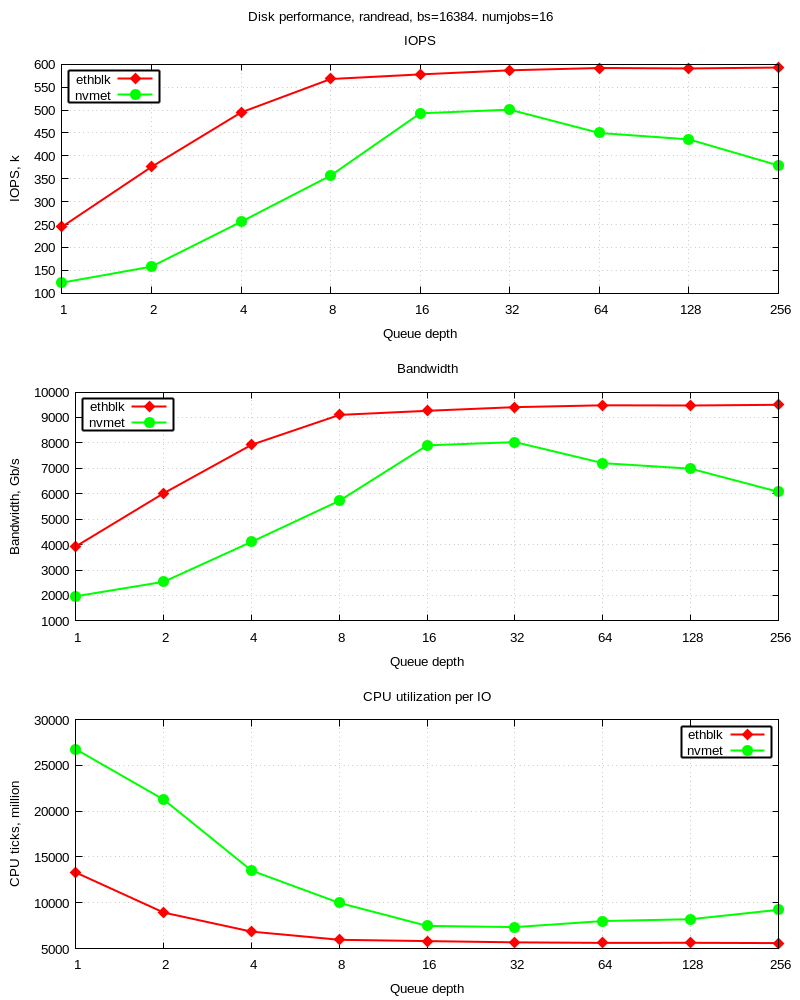 Disk performance, randread, bs=16384. numjobs=16
IOPS
600
550
500
450
400
350
300
250
200
150
100
IOPS, k
ethblk
nvmet
1 2 4 8 16 32 64 128 256
Queue depth
Bandwidth
10000
9000
8000
7000
6000
5000
4000
3000
2000
1000
Bandwidth, Gb/s
ethblk
nvmet
1 2 4 8 16 32 64 128 256
Queue depth
CPU utilization per IO
30000
25000
20000
15000
10000
5000
CPU ticks, million
ethblk
nvmet
1 2 4 8 16 32 64 128 256
Queue depth